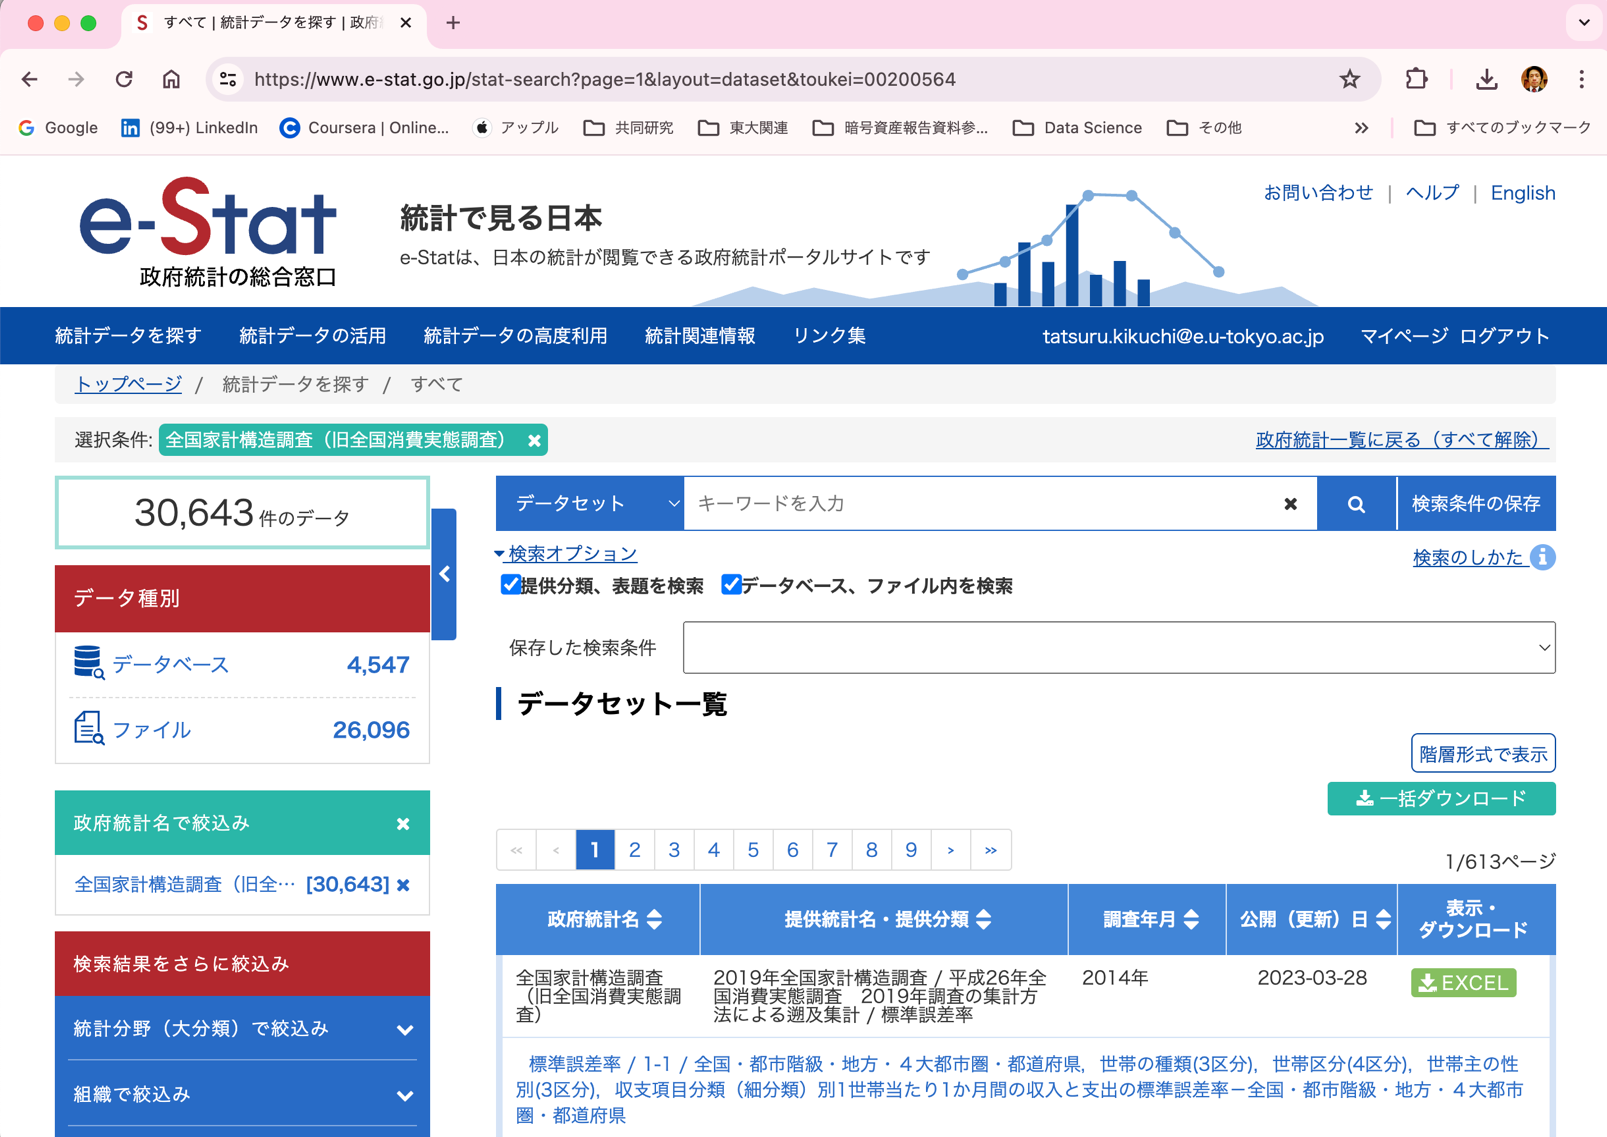 すべて | 統計データを探す | 政府
https://www.e-stat.go.jp/stat-search?page=1&layout=dataset&toukei=00200564
Google
(99+) LinkedIn
Coursera | Online...
アップル
共同研究
東大関連
暗号資産報告資料参...
Data Science
その他
すべてのブックマーク
e-Stat
政府統計の総合窓口
統計で見る日本
e-Statは、日本の統計が閲覧できる政府統計ポータルサイトです
お問い合わせ | ヘルプ | English
統計データを探す 統計データの活用 統計データの高度利用 統計関連情報 リンク集 tatsuru.kikuchi@e.u-tokyo.ac.jp マイページ ログアウト
トップページ / 統計データを探す / すべて
選択条件: 全国家計構造調査（旧全国消費実態調査）
政府統計一覧に戻る（すべて解除）
30,643 件のデータ
データ種別
データベース 4,547
ファイル 26,096
政府統計名で絞込み
全国家計構造調査（旧全… [30,643]
検索結果をさらに絞込み
統計分野（大分類）で絞込み
組織で絞込み
データセット キーワードを入力 検索条件の保存
検索オプション
検索のしかた
提供分類、表題を検索 データベース、ファイル内を検索
保存した検索条件
データセット一覧
階層形式で表示
一括ダウンロード
« < 1 2 3 4 5 6 7 8 9 > »
1/613ページ
政府統計名 提供統計名・提供分類 調査年月 公開（更新）日 表示・
ダウンロード
全国家計構造調査
（旧全国消費実態調
査）
2019年全国家計構造調査 / 平成26年全
国消費実態調査　2019年調査の集計方
法による遡及集計 / 標準誤差率
2014年
2023-03-28
EXCEL
標準誤差率 / 1-1 / 全国・都市階級・地方・４大都市圏・都道府県，世帯の種類(3区分)，世帯区分(4区分)，世帯主の性
別(3区分)，収支項目分類（細分類）別1世帯当たり1か月間の収入と支出の標準誤差率－全国・都市階級・地方・４大都市
圏・都道府県